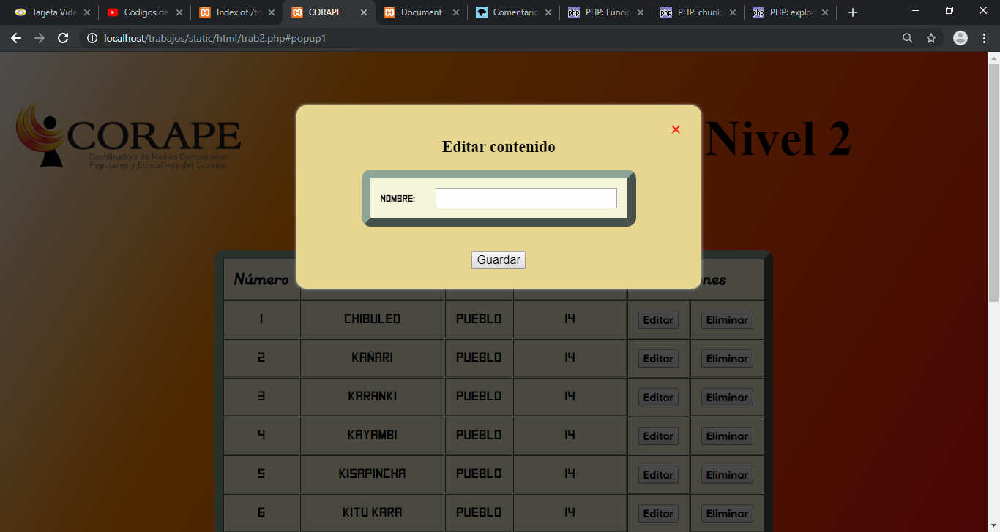 Tarjeta Vide
Códigos de
Index of /tra
CORAPE
Document
Comentario
PHP: Funcio
PHP: chunk
PHP: explod
localhost/trabajos/static/html/trab2.php#popup1
CORAPE
Coordinadora de Medios Comunitarios
Populares y Educativos del Ecuador
Nivel 2
Editar contenido
NOMBRE:
Guardar
Número nes
1 CHIBULEO PUEBLO 14 Editar Eliminar
2 KAÑARI PUEBLO 14 Editar Eliminar
3 KARANKI PUEBLO 14 Editar Eliminar
4 KAYAMBI PUEBLO 14 Editar Eliminar
5 KISAPINCHA PUEBLO 14 Editar Eliminar
6 KITU KARA PUEBLO 14 Editar Eliminar